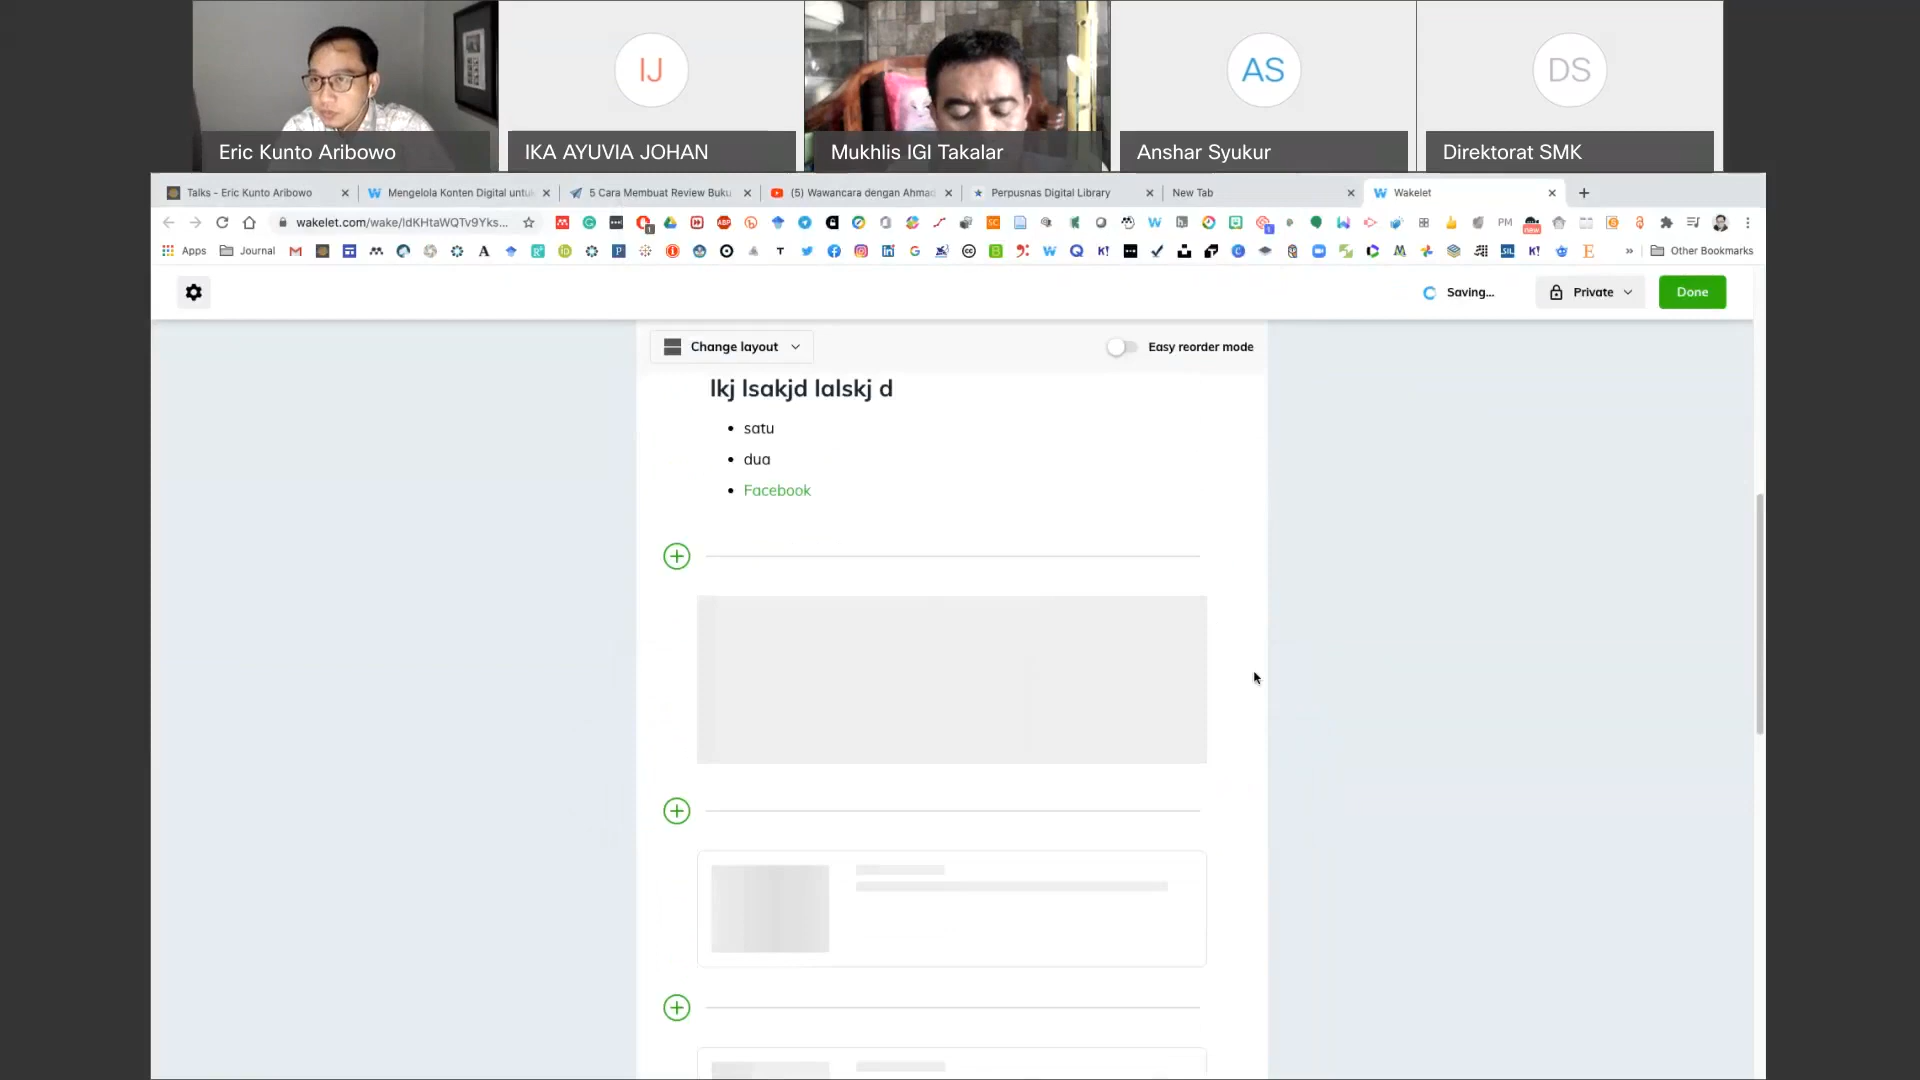 IJ
AS
DS
Eric Kunto Aribowo
IKA AYUVIA JOHAN
Mukhlis IGI Takalar
Anshar Syukur
Direktorat SMK
Talks - Eric Kunto Aribowo
Mengelola Konten Digital untuk
5 Cara Membuat Review Buku
(5) Wawancara dengan Ahmad
Perpusnas Digital Library
New Tab
Wakelet
wakelet.com/wake/ldKHtaWQTv9Yks...
PM
new
Apps
Journal
Other Bookmarks
Saving...
Private
Done
Change layout
Easy reorder mode
lkj lsakjd lalskj d
satu
dua
Facebook